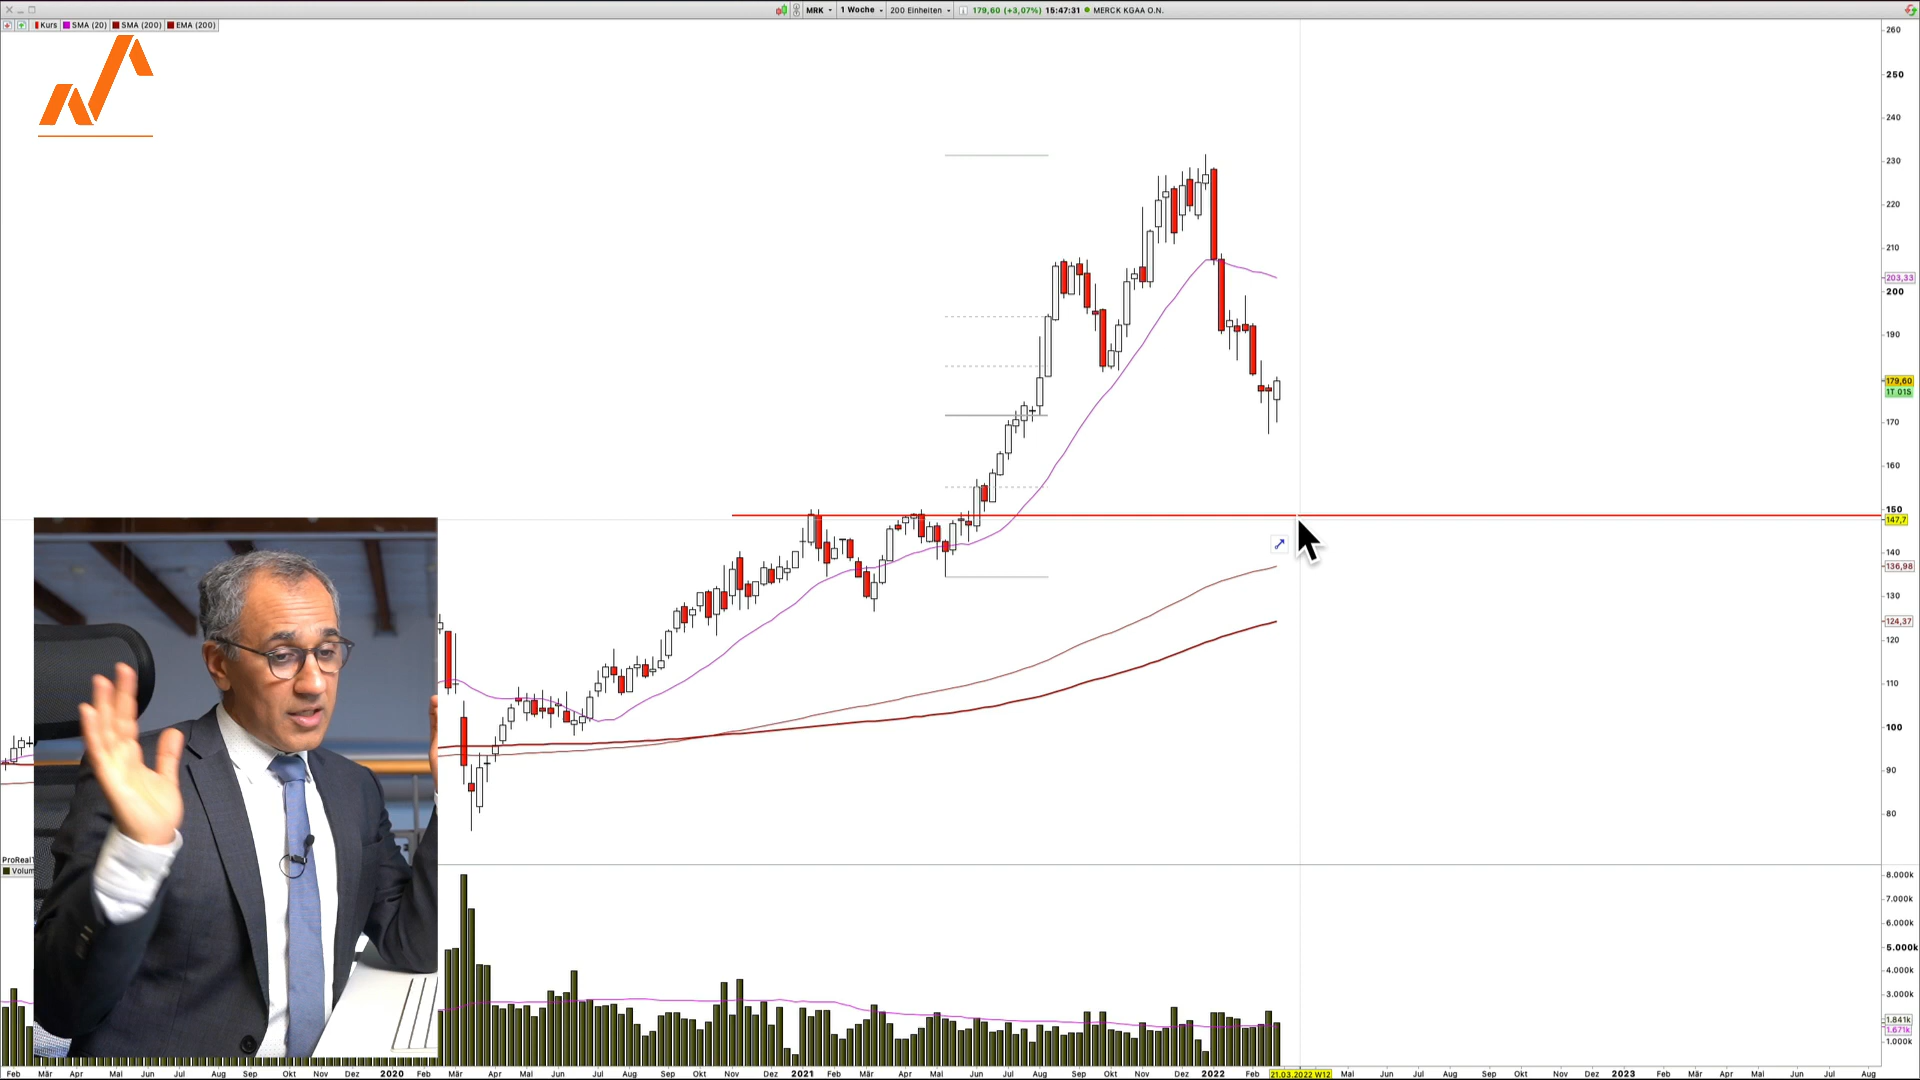 MRK 1 Woche 200 Einheiten 179,60 (+3,07%) 15:47:31 MERCK KGAA O.N.
Kurs SMA (20) SMA (200) EMA (200)
260
250
240
230
220
210
203,33
200
190
179,60
1T 015
170
160
150
147,7
140
136,98
130
124,37
120
110
100
90
80
ProRealT
Volum
8.000k
7.000k
6.000k
5.000k
4.000k
3.000k
1.841k
1.671k
1.000k
Feb Mär Apr Mai Jun Jul Aug Sep Okt Nov Dez 2020 Feb Mär Apr Mai Jun Jul Aug Sep Okt Nov Dez 2021 Feb Mär Apr Mai Jun Jul Aug Sep Okt Nov Dez 2022 Feb 21.03.2022 W12 Mai Jun Jul Aug Sep Okt Nov Dez 2023 Feb Mär Apr Mai Jun Jul Aug